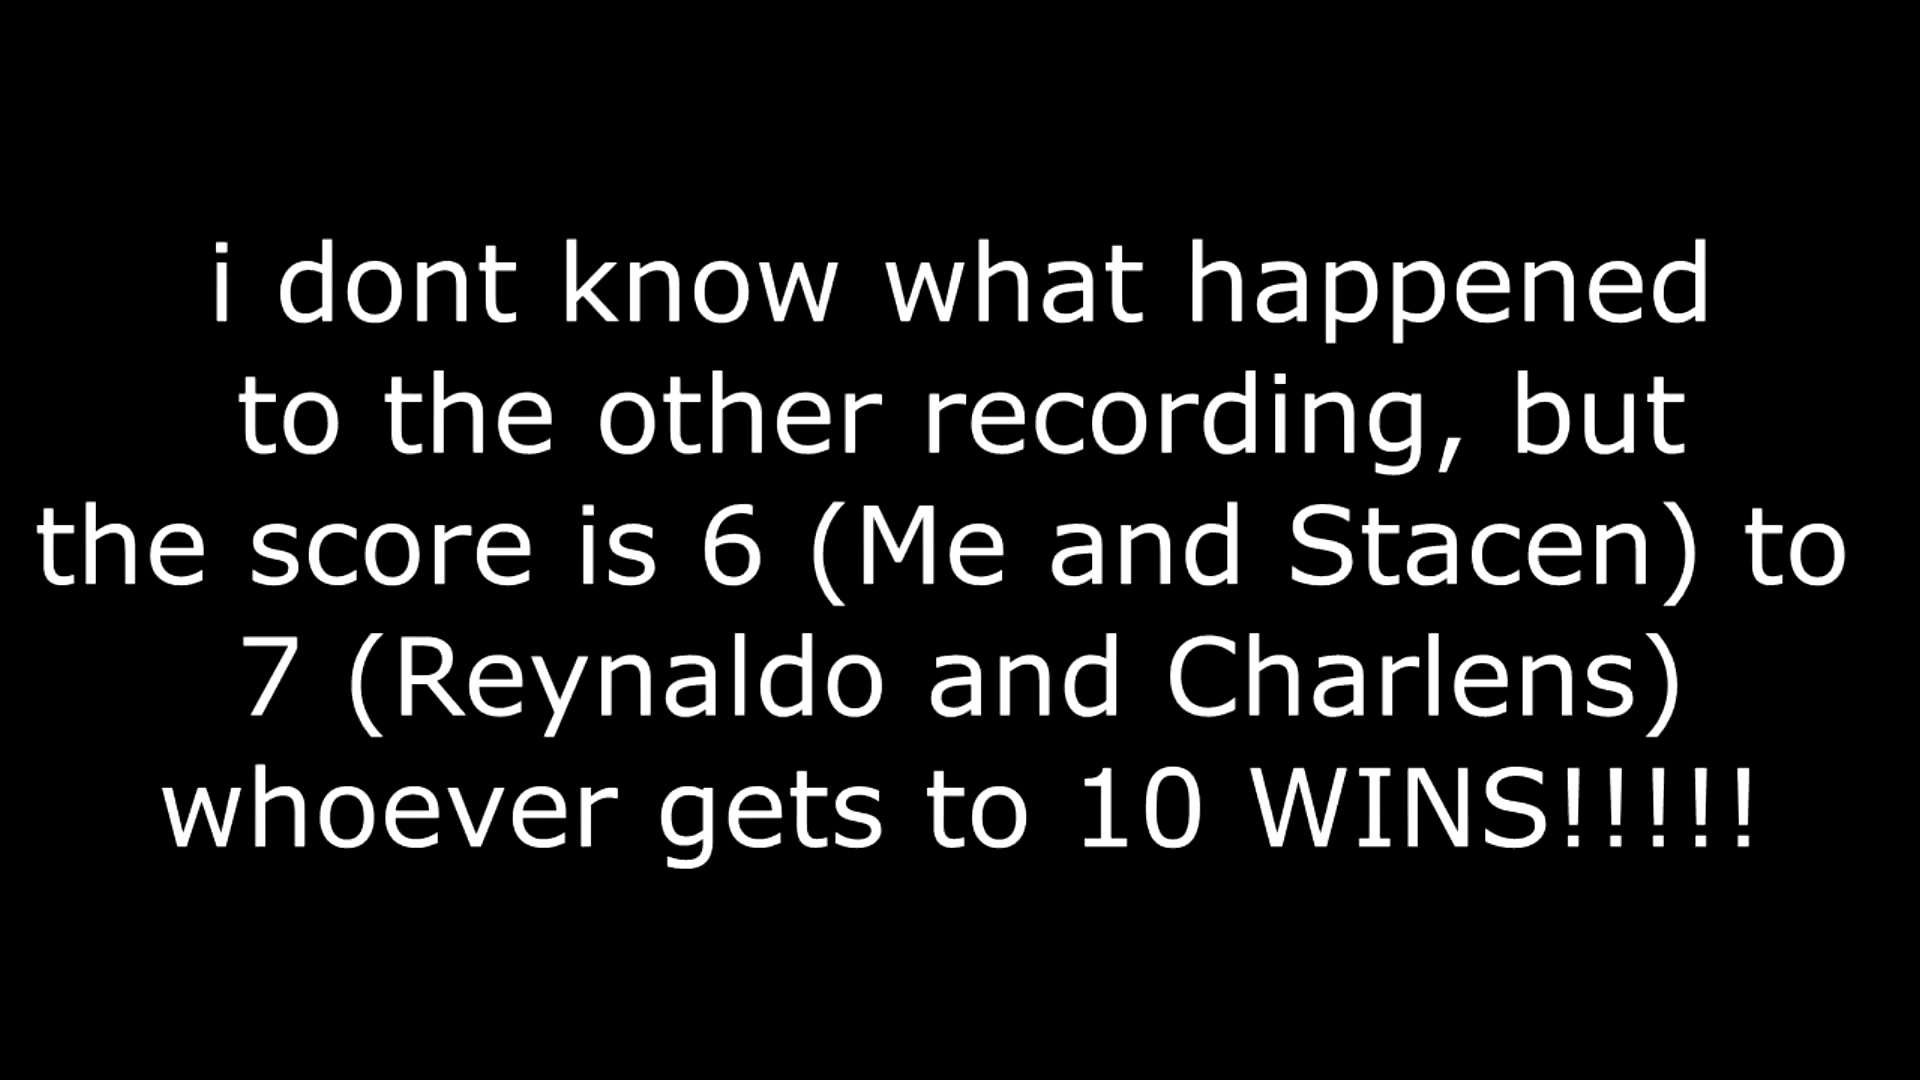 i dont know what happened
to the other recording, but
the score is 6 (Me and Stacen) to
7 (Reynaldo and Charlens)
whoever gets to 10 WINS!!!!!